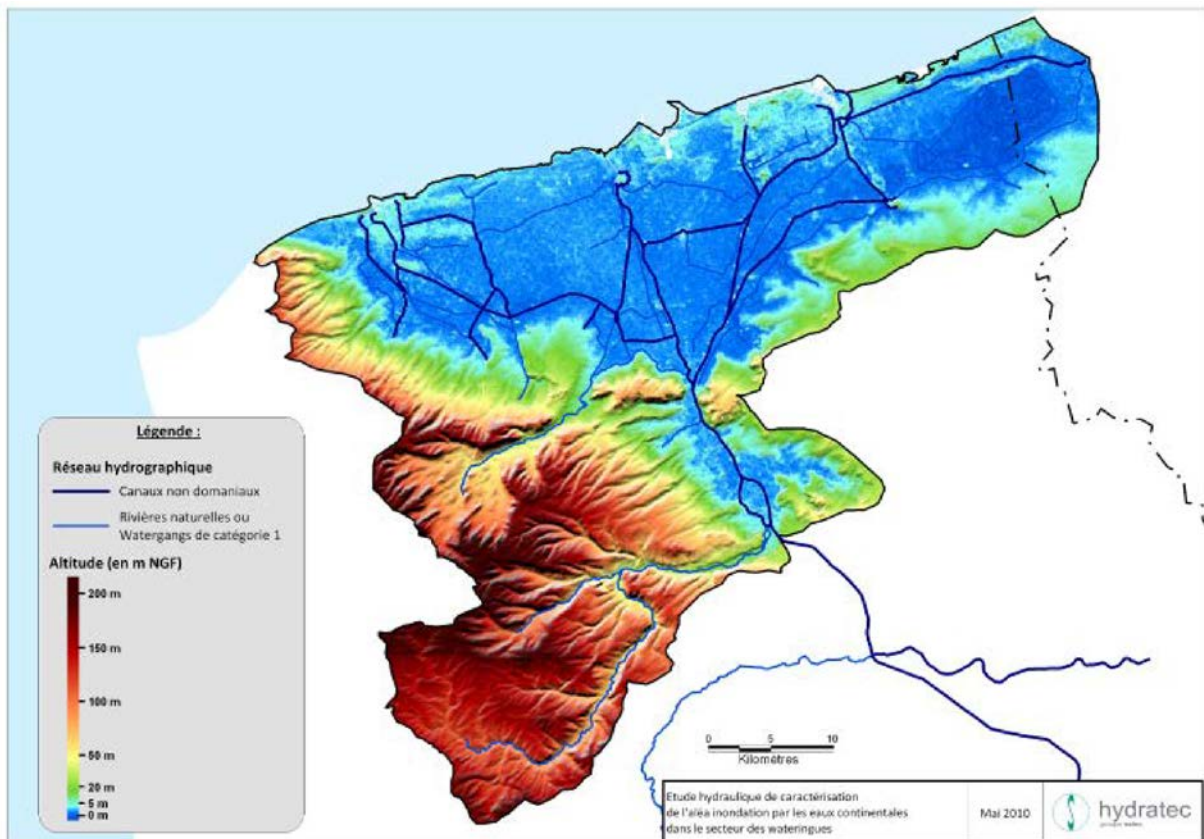 Légende :
Réseau hydrographique
Canaux non domaniaux
Rivières naturelles ou
Watergangs de catégorie 1
Altitude (en m NGF)
200 m
150 m
100 m
50 m
20 m
5 m
0 m
0 5 10
Kilomètres
Etude hydraulique de caractérisation
de l'aléa inondation par les eaux continentales
dans le secteur des wateringues
Mai 2010
hydratec